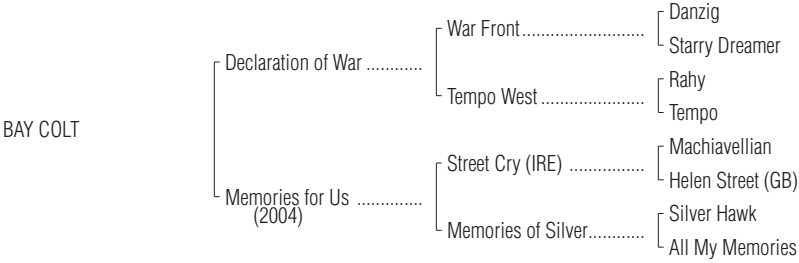 Danzig
War Front........................
Starry Dreamer
Declaration of War ............
Rahy
Tempo West ......................
Tempo
BAY COLT
Machiavellian
Street Cry (IRE) ................
Helen Street (GB)
Memories for Us ..............
(2004)
Silver Hawk
Memories of Silver............
All My Memories